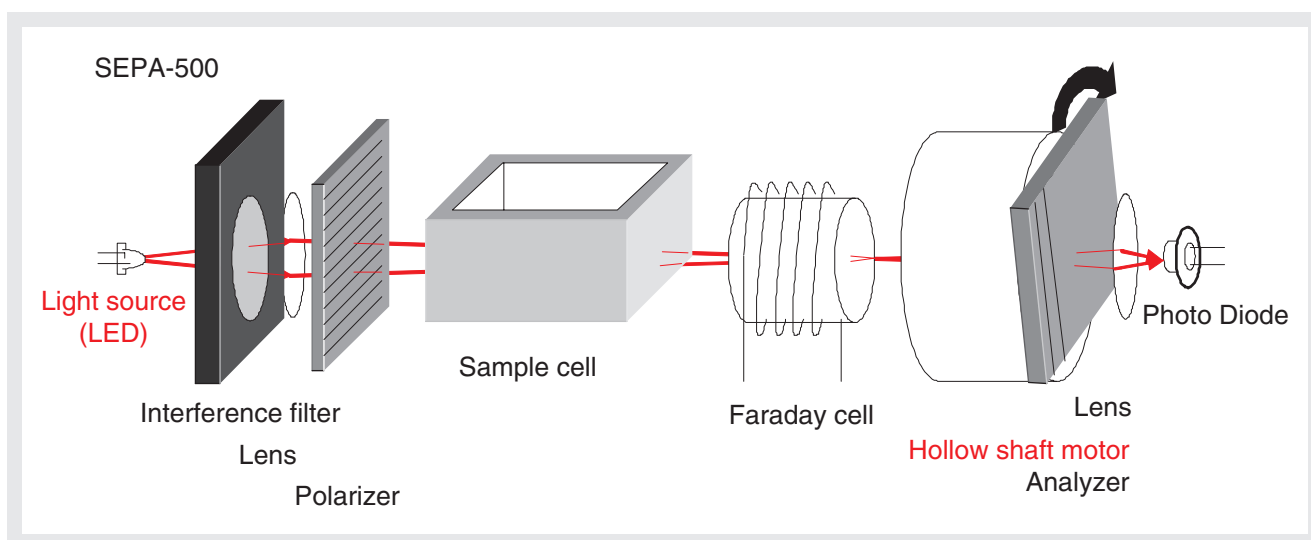 SEPA-500
Light source
(LED)
Interference filter
Lens
Polarizer
Sample cell
Faraday cell
Photo Diode
Lens
Hollow shaft motor
Analyzer